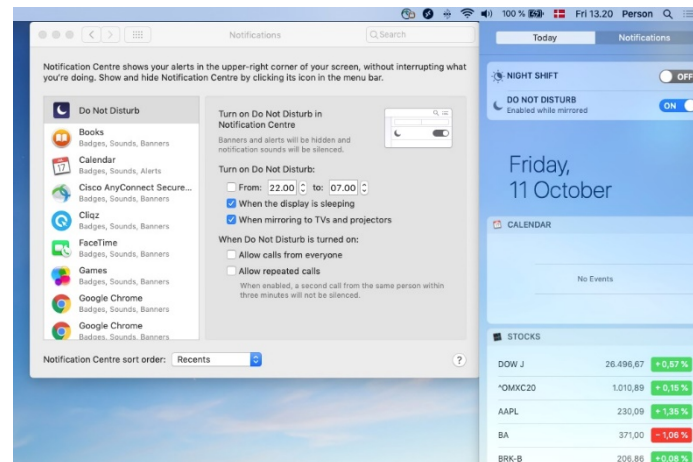 100 % Fri 13.20 Person
Notifications
Search
Notification Centre shows your alerts in the upper-right corner of your screen, without interrupting what
you're doing. Show and hide Notification Centre by clicking its icon in the menu bar.
Do Not Disturb
Books
Badges, Sounds, Banners
Calendar
Badges, Sounds, Alerts
Cisco AnyConnect Secure...
Badges, Sounds, Banners
Cliqz
Badges, Sounds, Banners
FaceTime
Badges, Sounds, Banners
Games
Badges, Sounds, Banners
Google Chrome
Badges, Sounds, Banners
Google Chrome
Badges, Sounds, Banners
Turn on Do Not Disturb in
Notification Centre
Banners and alerts will be hidden and
notification sounds will be silenced.
Turn on Do Not Disturb:
From: 22.00 to: 07.00
When the display is sleeping
When mirroring to TVs and projectors
When Do Not Disturb is turned on:
Allow calls from everyone
Allow repeated calls
When enabled, a second call from the same person within
three minutes will not be silenced.
Notification Centre sort order: Recents
?
Today Notifications
NIGHT SHIFT OFF
DO NOT DISTURB ON
Enabled while mirrored
Friday,
11 October
17
CALENDAR
No Events
STOCKS
DOW J 26.496,67 +0,57 %
^OMXC20 1.010,89 +0,15 %
AAPL 230,09 +1,35 %
BA 371,00 -1,06 %
BRK-B 206,86 +0,08 %